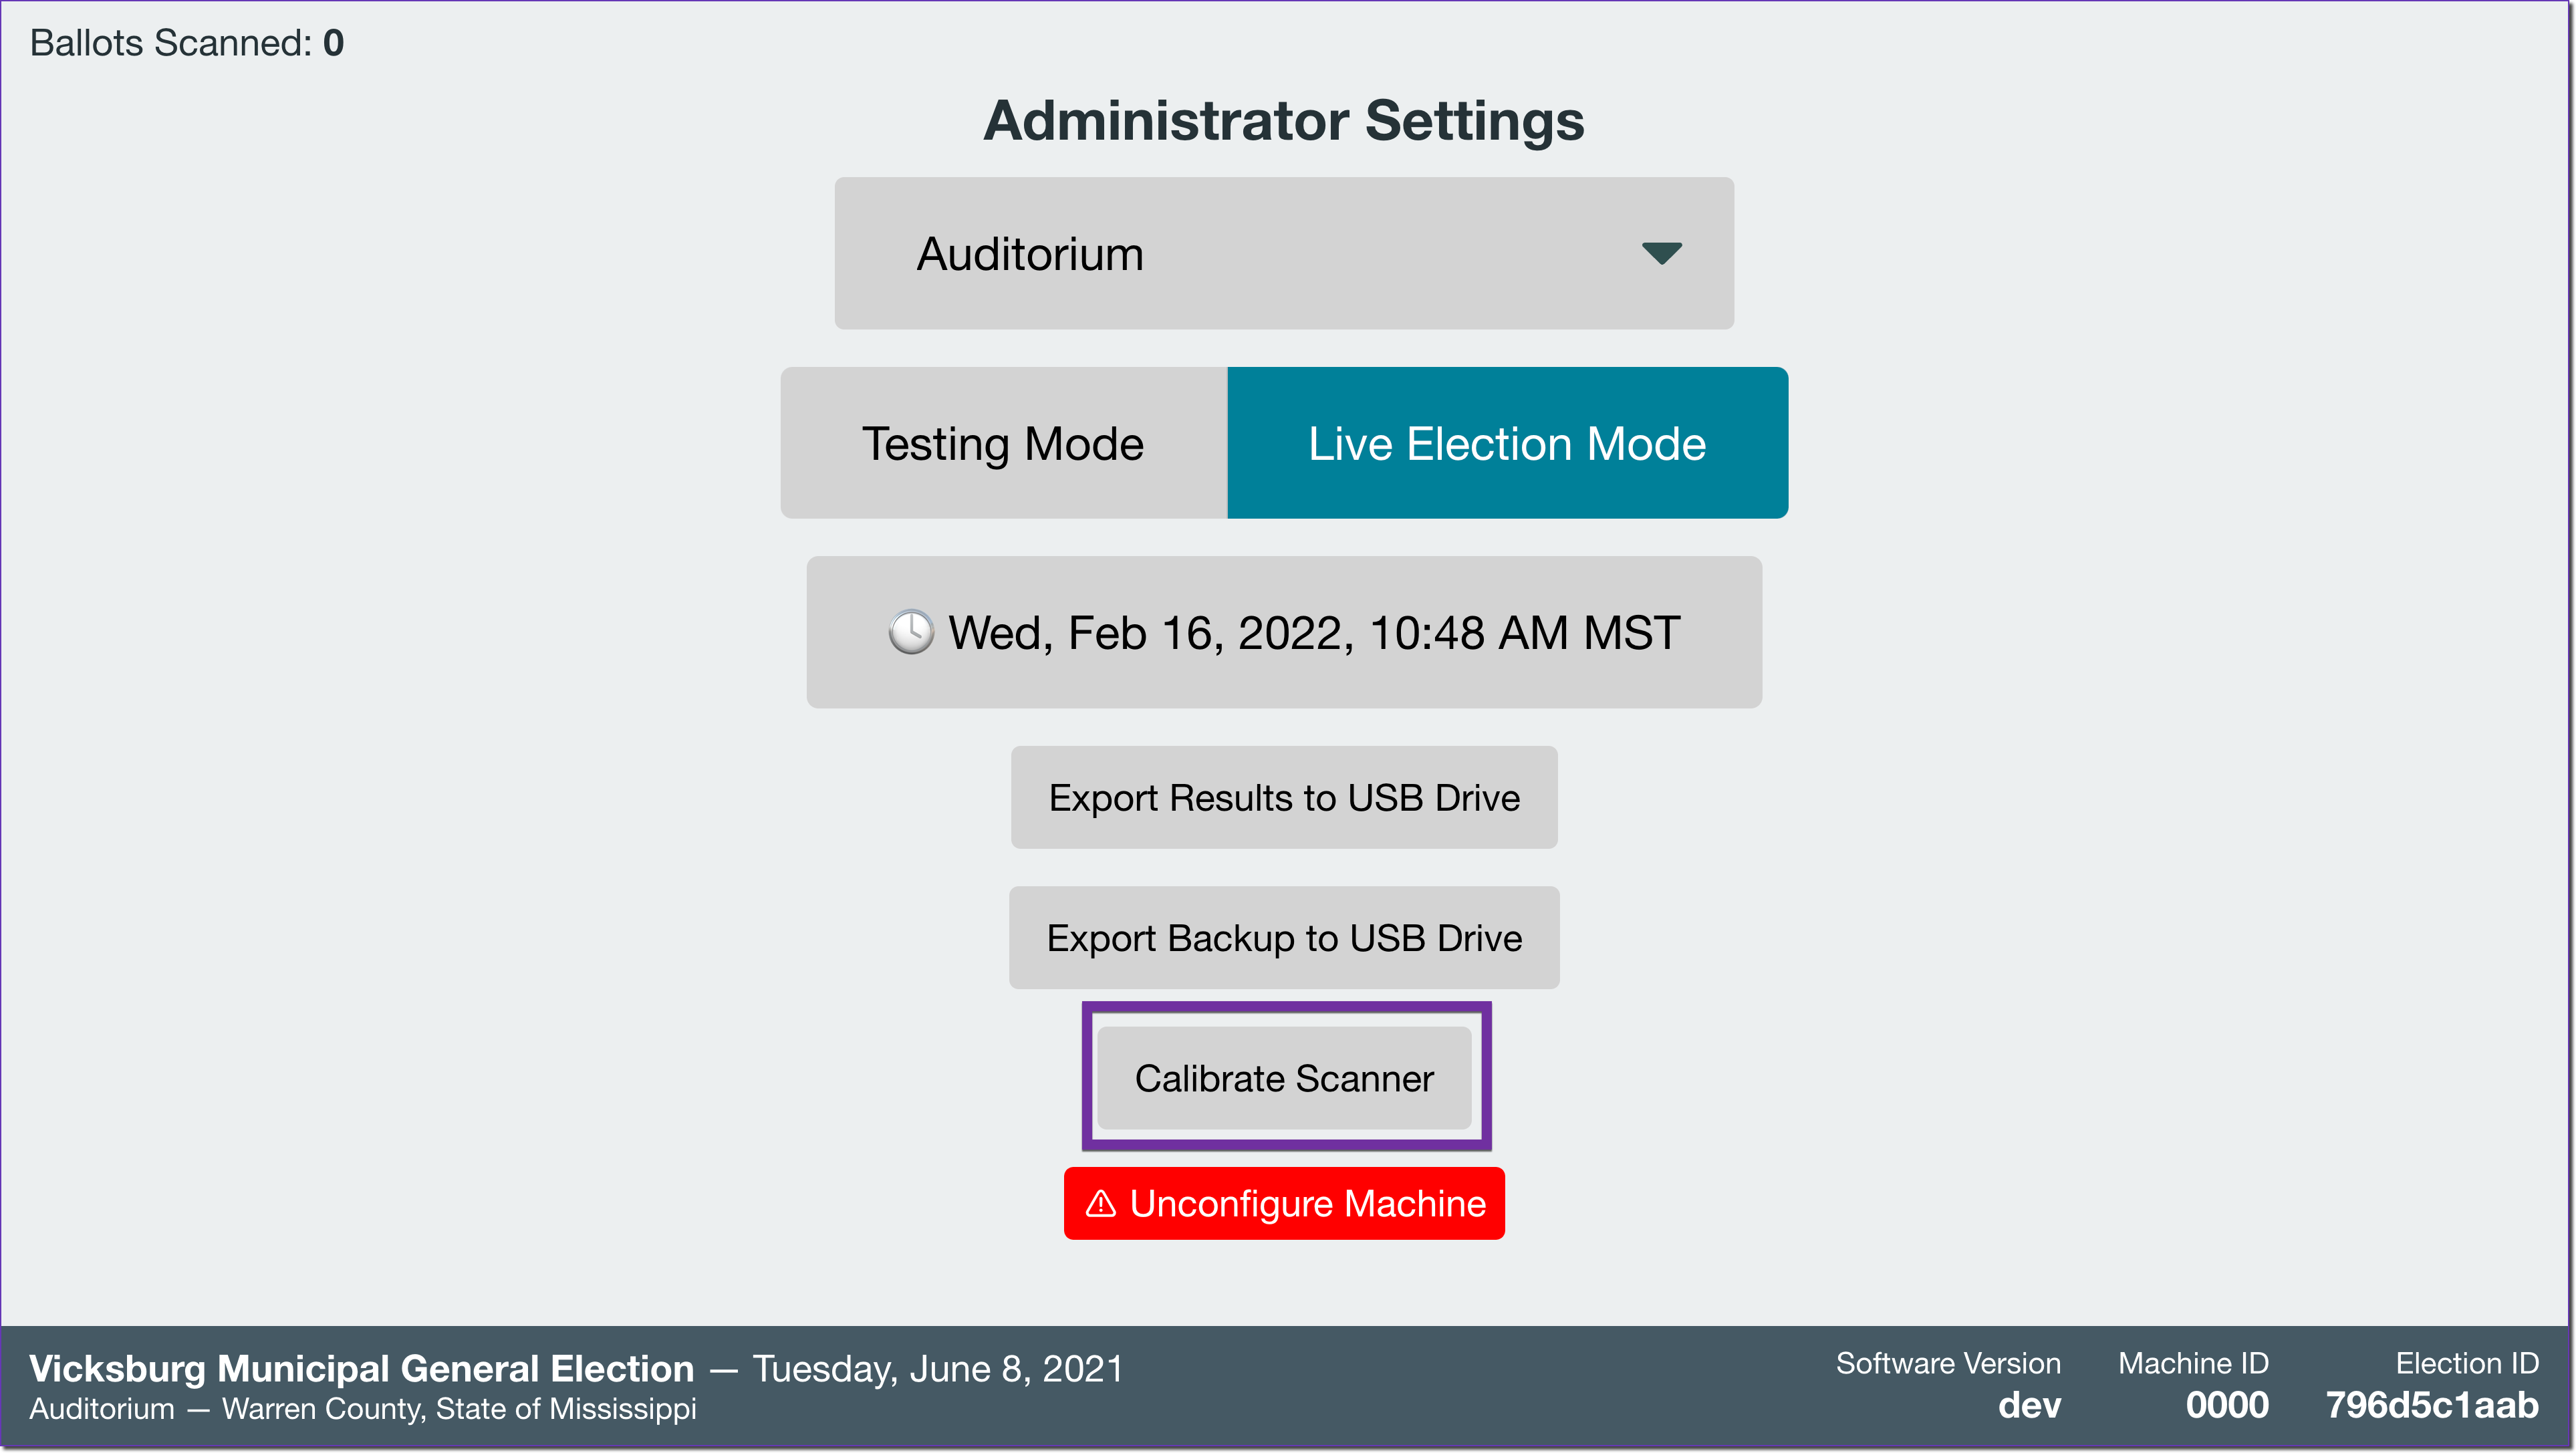 Ballots Scanned: 0
Administrator Settings
Auditorium
Testing Mode
Live Election Mode
Wed, Feb 16, 2022, 10:48 AM MST
Export Results to USB Drive
Export Backup to USB Drive
Calibrate Scanner
Unconfigure Machine
Vicksburg Municipal General Election — Tuesday, June 8, 2021
Auditorium — Warren County, State of Mississippi
Software Version
dev
Machine ID
0000
Election ID
796d5c1aab